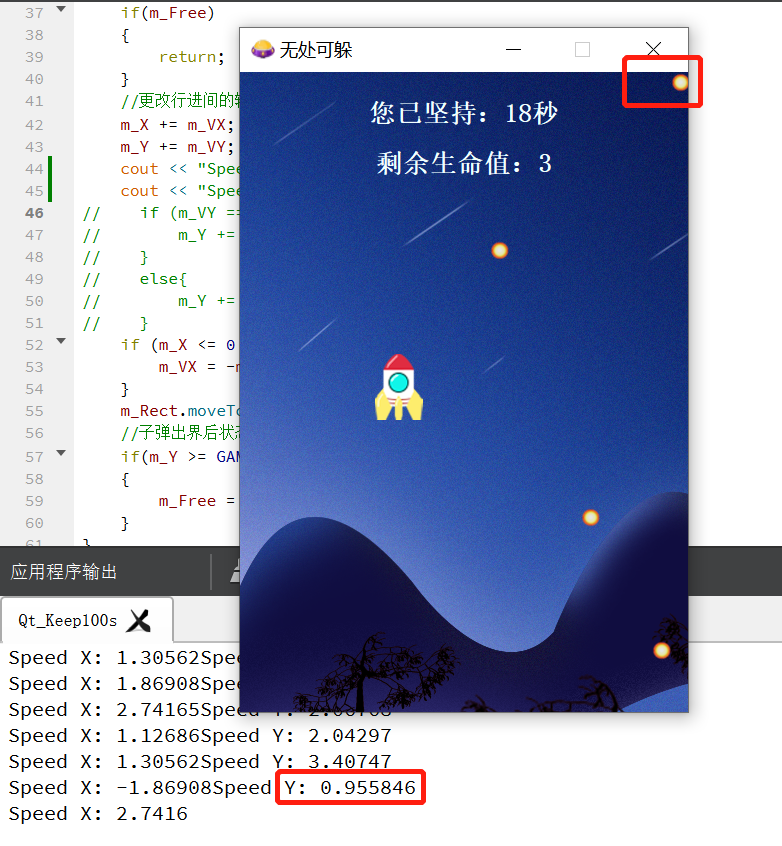 37 if(m_Free)
38 {
39 return;
40 }
41 //更改行进间的
42 m_X += m_VX;
43 m_Y += m_VY;
44 cout << "Spee
45 cout << "Spee
46 // if (m_VY =
47 // m_Y +=
48 // }
49 // else{
50 // m_Y +=
51 // }
52 if (m_X <= 0
53 m_VX = -m
54 }
55 m_Rect.moveTo
56 //子弹出界后状态
57 if(m_Y >= GAM
58 {
59 m_Free =
60 }
61 }
无处可躲
您已坚持：18秒
剩余生命值：3
应用程序输出
Qt_Keep100s
Speed X: 1.30562Spee
Speed X: 1.86908Spee
Speed X: 2.74165Speed Y:
Speed X: 1.12686Speed Y: 2.04297
Speed X: 1.30562Speed Y: 3.40747
Speed X: -1.86908Speed Y: 0.955846
Speed X: 2.7416